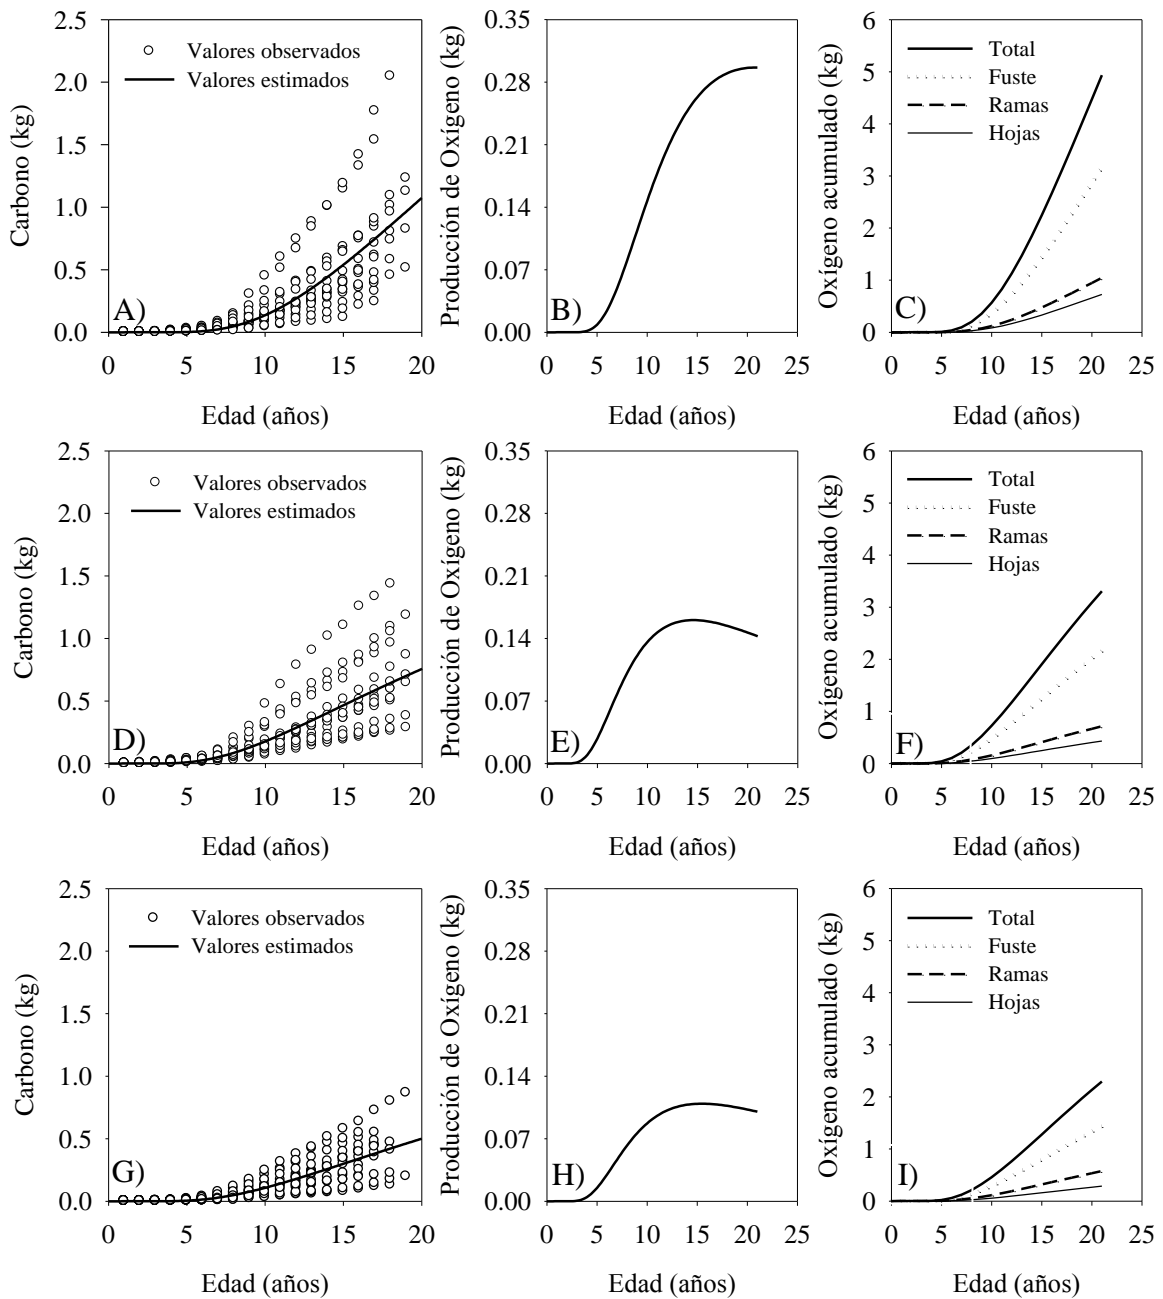 Carbono (kg)
2.5
2.0
1.5
1.0
0.5
0.0
Valores observados
Valores estimados
A)
0 5 10 15 20
Edad (años)
Producción de Oxígeno (kg)
0.35
0.28
0.21
0.14
0.07
0.00
B)
0 5 10 15 20 25
Edad (años)
Oxígeno acumulado (kg)
6
5
4
3
2
1
0
Total
Fuste
Ramas
Hojas
C)
0 5 10 15 20 25
Edad (años)
Carbono (kg)
2.5
2.0
1.5
1.0
0.5
0.0
Valores observados
Valores estimados
D)
0 5 10 15 20
Edad (años)
Producción de Oxígeno (kg)
0.35
0.28
0.21
0.14
0.07
0.00
E)
0 5 10 15 20 25
Edad (años)
Oxígeno acumulado (kg)
6
5
4
3
2
1
0
Total
Fuste
Ramas
Hojas
F)
0 5 10 15 20 25
Edad (años)
Carbono (kg)
2.5
2.0
1.5
1.0
0.5
0.0
Valores observados
Valores estimados
G)
0 5 10 15 20
Edad (años)
Producción de Oxígeno (kg)
0.35
0.28
0.21
0.14
0.07
0.00
H)
0 5 10 15 20 25
Edad (años)
Oxígeno acumulado (kg)
6
5
4
3
2
1
0
Total
Fuste
Ramas
Hojas
I)
0 5 10 15 20 25
Edad (años)